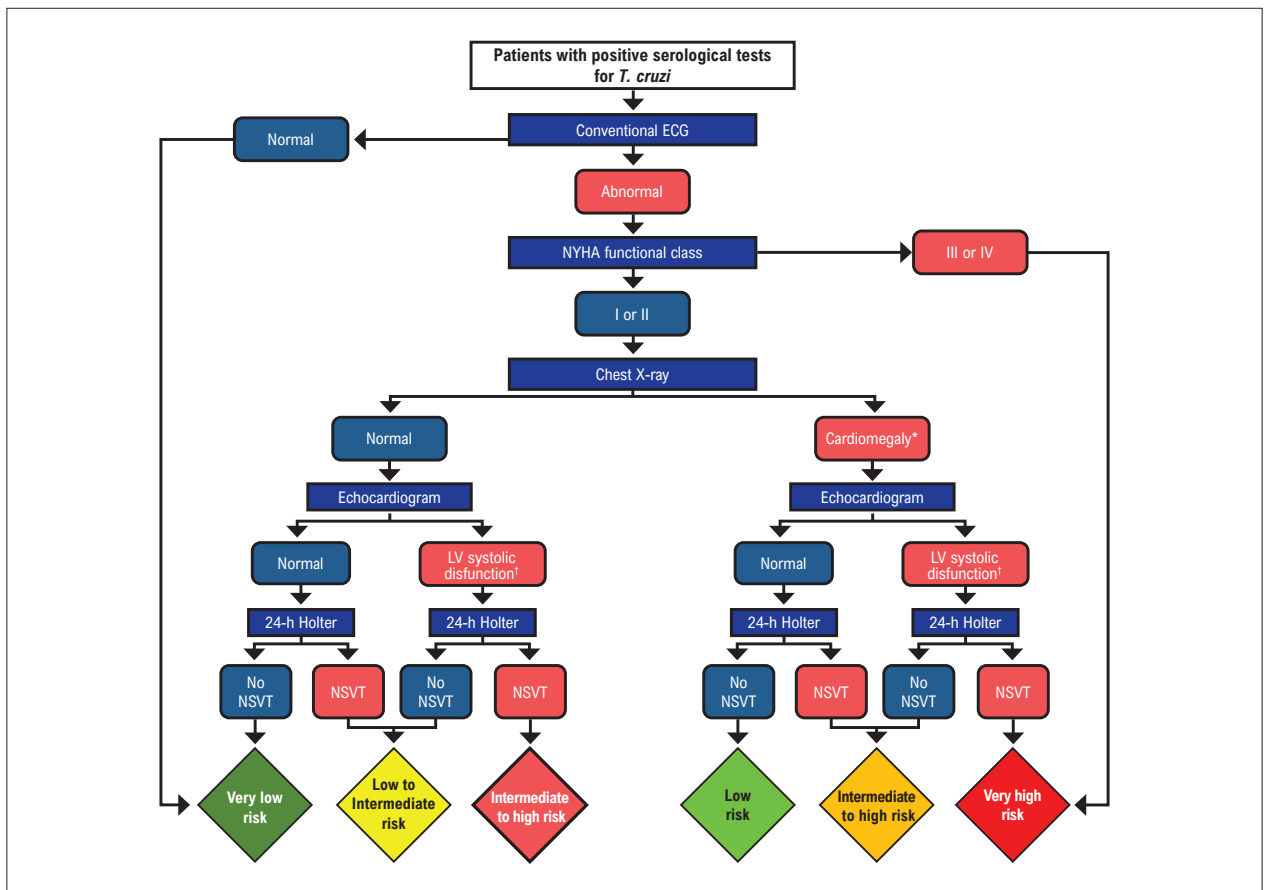 Patients with positive serological tests
for T. cruzi
Normal
Conventional ECG
Abnormal
NYHA functional class
III or IV
I or II
Chest X-ray
Normal
Cardiomegaly*
Echocardiogram
Echocardiogram
Normal
LV systolic
disfunction†
Normal
LV systolic
disfunction†
24-h Holter
24-h Holter
24-h Holter
24-h Holter
No
NSVT
NSVT
No
NSVT
NSVT
No
NSVT
NSVT
No
NSVT
NSVT
Very low
risk
Low to
Intermediate
risk
Intermediate
to high risk
Low
risk
Intermediate
to high risk
Very high
risk